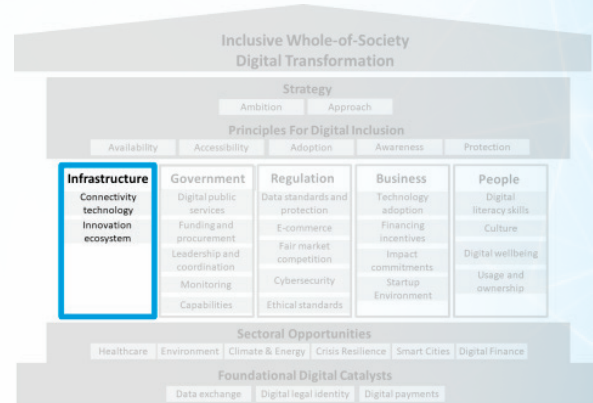 Inclusive Whole-of-Society
Digital Transformation
Strategy
Ambition
Approach
Principles For Digital Inclusion
Availability
Accessibility
Adoption
Awareness
Protection
Infrastructure
Connectivity
technology
Innovation
ecosystem
Government
Digital public
services
Funding and
procurement
Leadership and
coordination
Monitoring
Capabilities
Regulation
Data standards and
protection
E-commerce
Fair market
competition
Cybersecurity
Ethical standards
Business
Technology
adoption
Financing
incentives
Impact
commitments
Startup
Environment
People
Digital
literacy skills
Culture
Digital wellbeing
Usage and
ownership
Sectoral Opportunities
Healthcare
Environment
Climate & Energy
Crisis Resilience
Smart Cities
Digital Finance
Foundational Digital Catalysts
Data exchange
Digital legal identity
Digital payments